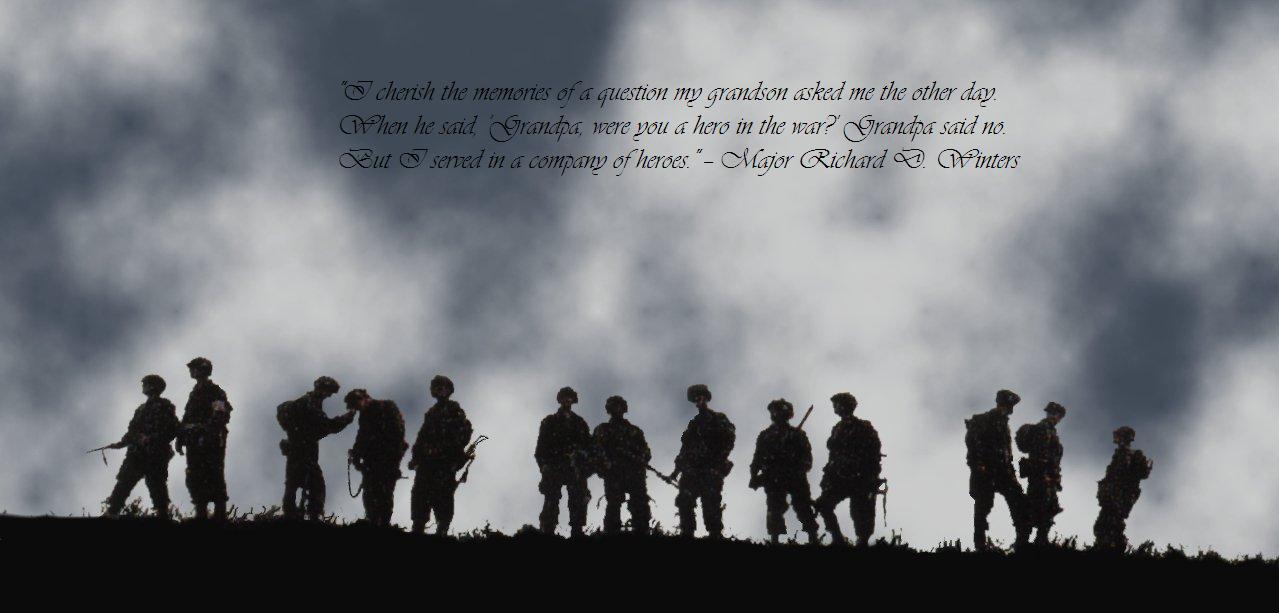 "I cherish the memories of a question my grandson asked me the other day.
When he said, 'Grandpa, were you a hero in the war?' Grandpa said no.
But I served in a company of heroes." – Major Richard D. Winters